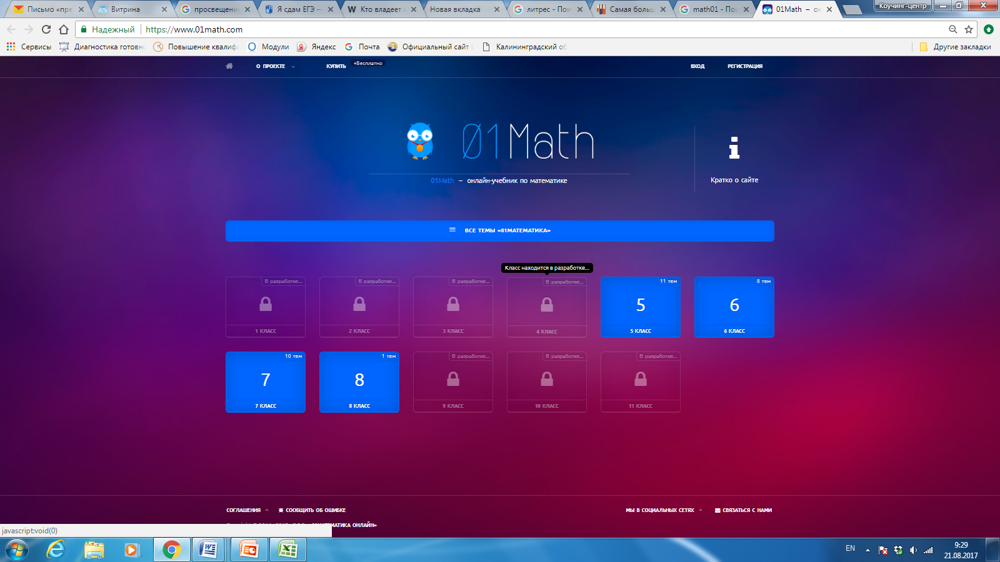 Письмо «пре
Витрина
просвещение
Я сдам ЕГЭ —
Кто владеет
Новая вкладка
литрес - Пои
Самая больш
math01 - Пои
01Math – он
Коучинг-центр
Надежный
https://www.01math.com
Сервисы
Диагностика готовн
Повышение квалиф
Модули
Яндекс
Почта
Официальный сайт
Калининградский об
Другие закладки
О ПРОЕКТЕ
КУПИТЬ
+Бесплатно
ВХОД
РЕГИСТРАЦИЯ
01Math
01Math – онлайн-учебник по математике
Кратко о сайте
ВСЕ ТЕМЫ «01МАТЕМАТИКА»
Класс находится в разработке...
В разработке...
1 КЛАСС
В разработке...
2 КЛАСС
В разработке...
3 КЛАСС
В разработке...
4 КЛАСС
11 тем
5
5 КЛАСС
8 тем
6
6 КЛАСС
10 тем
7
7 КЛАСС
1 тем
8
8 КЛАСС
В разработке...
9 КЛАСС
В разработке...
10 КЛАСС
В разработке...
11 КЛАСС
СОГЛАШЕНИЯ
СООБЩИТЬ ОБ ОШИБКЕ
МЫ В СОЦИАЛЬНЫХ СЕТЯХ
СВЯЗАТЬСЯ С НАМИ
ОНЛАЙН»
javascript:void(0)
EN
9:29
21.08.2017